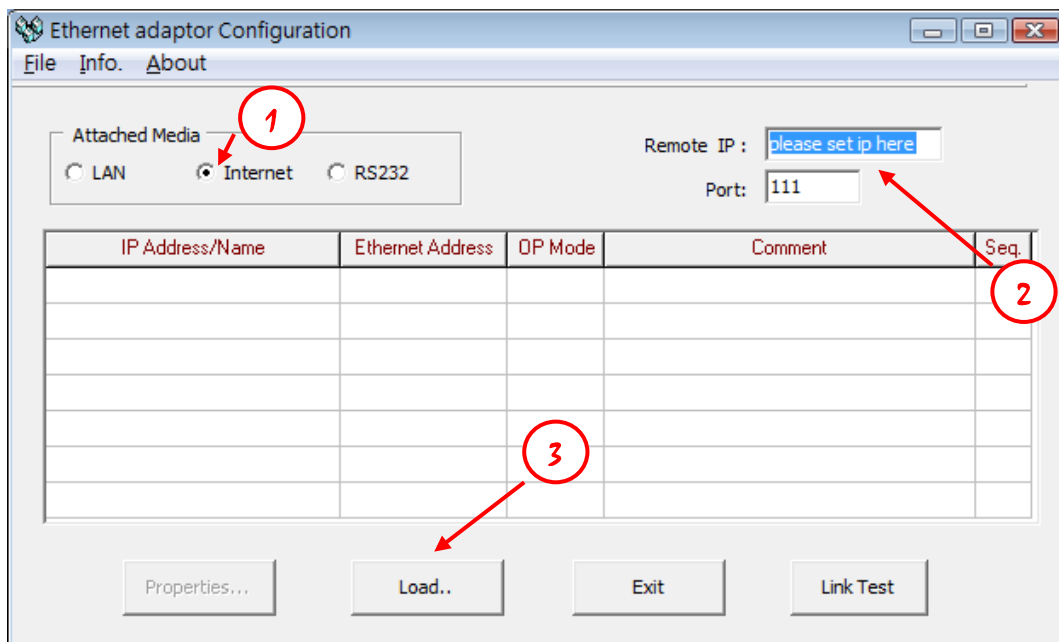 Ethernet adaptor Configuration
File Info. About
1
Attached Media
LAN Internet RS232
Remote IP : please set ip here
Port: 111
IP Address/Name Ethernet Address OP Mode Comment Seq.
2
3
Properties... Load.. Exit Link Test